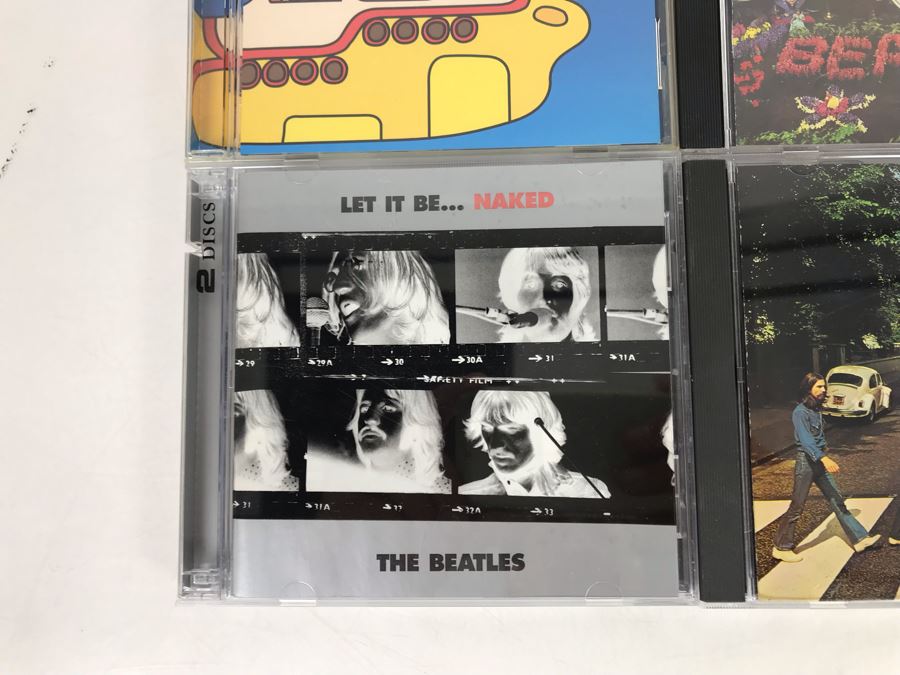 BEA
2 DISCS
LET IT BE... NAKED
→29 →29A →30 →30A →31 →31A
SAFETY FILM ++ ++
31 →31A 32 →32A →33
THE BEATLES